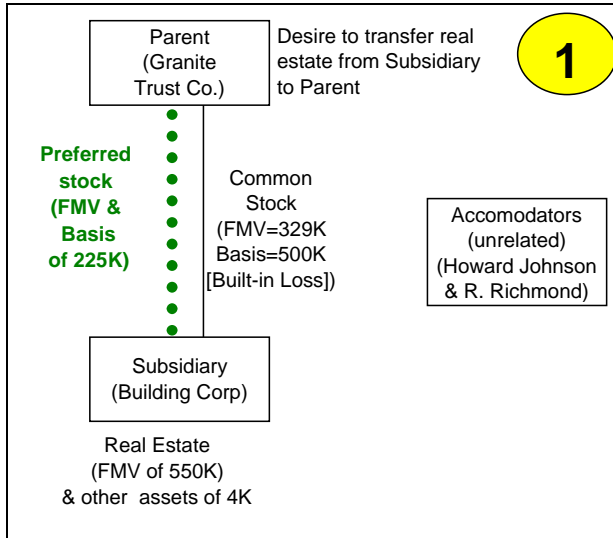 Parent
(Granite
Trust Co.)
Desire to transfer real
estate from Subsidiary
to Parent
1
Preferred
stock
(FMV &
Basis
of 225K)
Common
Stock
(FMV=329K
Basis=500K
[Built-in Loss])
Accomodators
(unrelated)
(Howard Johnson
& R. Richmond)
Subsidiary
(Building Corp)
Real Estate
(FMV of 550K)
& other assets of 4K